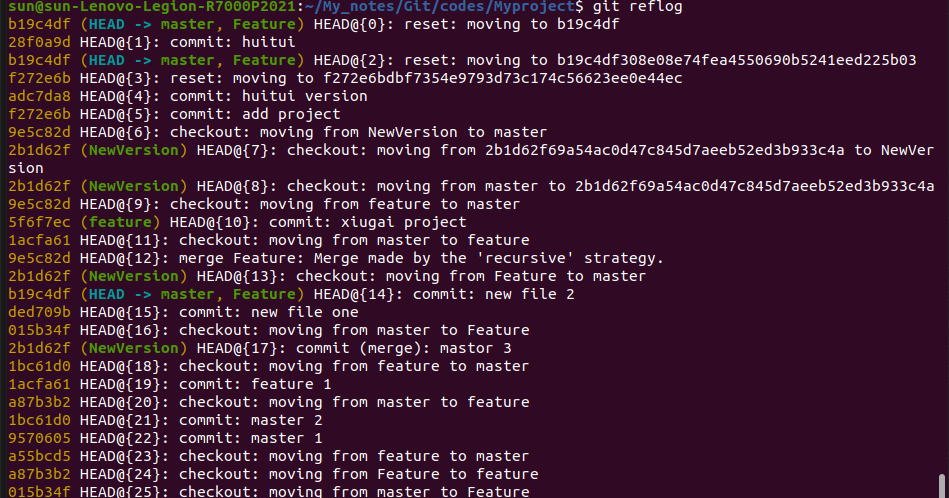 sun@sun-Lenovo-Legion-R7000P2021:~/My_notes/Git/codes/Myproject$ git reflog
b19c4df (HEAD -> master, Feature) HEAD@{0}: reset: moving to b19c4df
28f0a9d HEAD@{1}: commit: huitui
b19c4df (HEAD -> master, Feature) HEAD@{2}: reset: moving to b19c4df308e08e74fea4550690b5241eed225b03
f272e6b HEAD@{3}: reset: moving to f272e6bdbf7354e9793d73c174c56623ee0e44ec
adc7da8 HEAD@{4}: commit: huitui version
f272e6b HEAD@{5}: commit: add project
9e5c82d HEAD@{6}: checkout: moving from NewVersion to master
2b1d62f (NewVersion) HEAD@{7}: checkout: moving from 2b1d62f69a54ac0d47c845d7aeeb52ed3b933c4a to NewVer
sion
2b1d62f (NewVersion) HEAD@{8}: checkout: moving from master to 2b1d62f69a54ac0d47c845d7aeeb52ed3b933c4a
9e5c82d HEAD@{9}: checkout: moving from feature to master
5f6f7ec (feature) HEAD@{10}: commit: xiugai project
1acfa61 HEAD@{11}: checkout: moving from master to feature
9e5c82d HEAD@{12}: merge Feature: Merge made by the 'recursive' strategy.
2b1d62f (NewVersion) HEAD@{13}: checkout: moving from Feature to master
b19c4df (HEAD -> master, Feature) HEAD@{14}: commit: new file 2
ded709b HEAD@{15}: commit: new file one
015b34f HEAD@{16}: checkout: moving from master to Feature
2b1d62f (NewVersion) HEAD@{17}: commit (merge): mastor 3
1bc61d0 HEAD@{18}: checkout: moving from feature to master
1acfa61 HEAD@{19}: commit: feature 1
a87b3b2 HEAD@{20}: checkout: moving from master to feature
1bc61d0 HEAD@{21}: commit: master 2
9570605 HEAD@{22}: commit: master 1
a55bcd5 HEAD@{23}: checkout: moving from feature to master
a87b3b2 HEAD@{24}: checkout: moving from Feature to feature
015b34f HEAD@{25}: checkout: moving from master to Feature